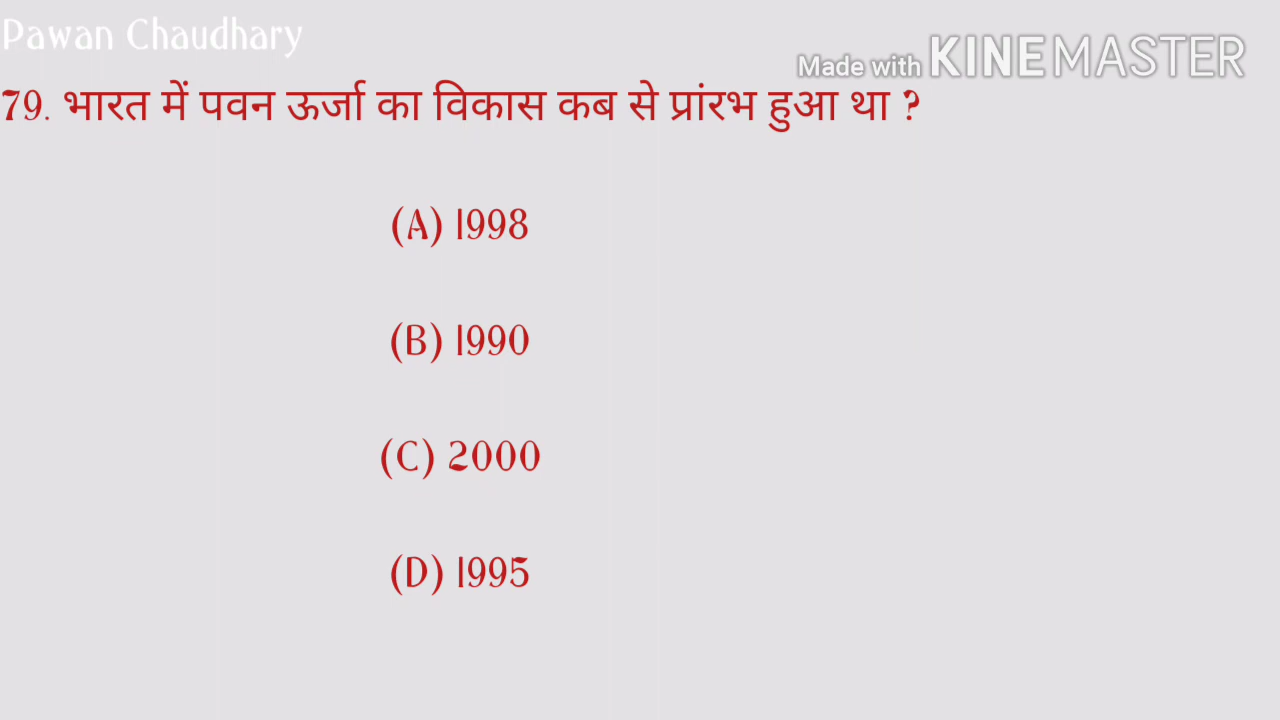 Pawan Chaudhary
Made with KINEMASTER
79. भारत में पवन ऊर्जा का विकास कब से प्रांरभ हुआ था ?
(A) 1998
(B) 1990
(C) 2000
(D) 1995